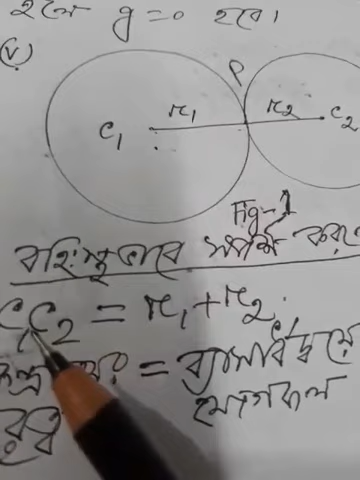 হলে g=0 হবে।
(v)
P
r₁ r₂
C₁ C₂
Fig-1
বহিঃস্থভাবে স্পর্শ করলে
C₁C₂ = r₁+r₂.
= ব্যাসার্ধদ্বয়ের
যোগফল